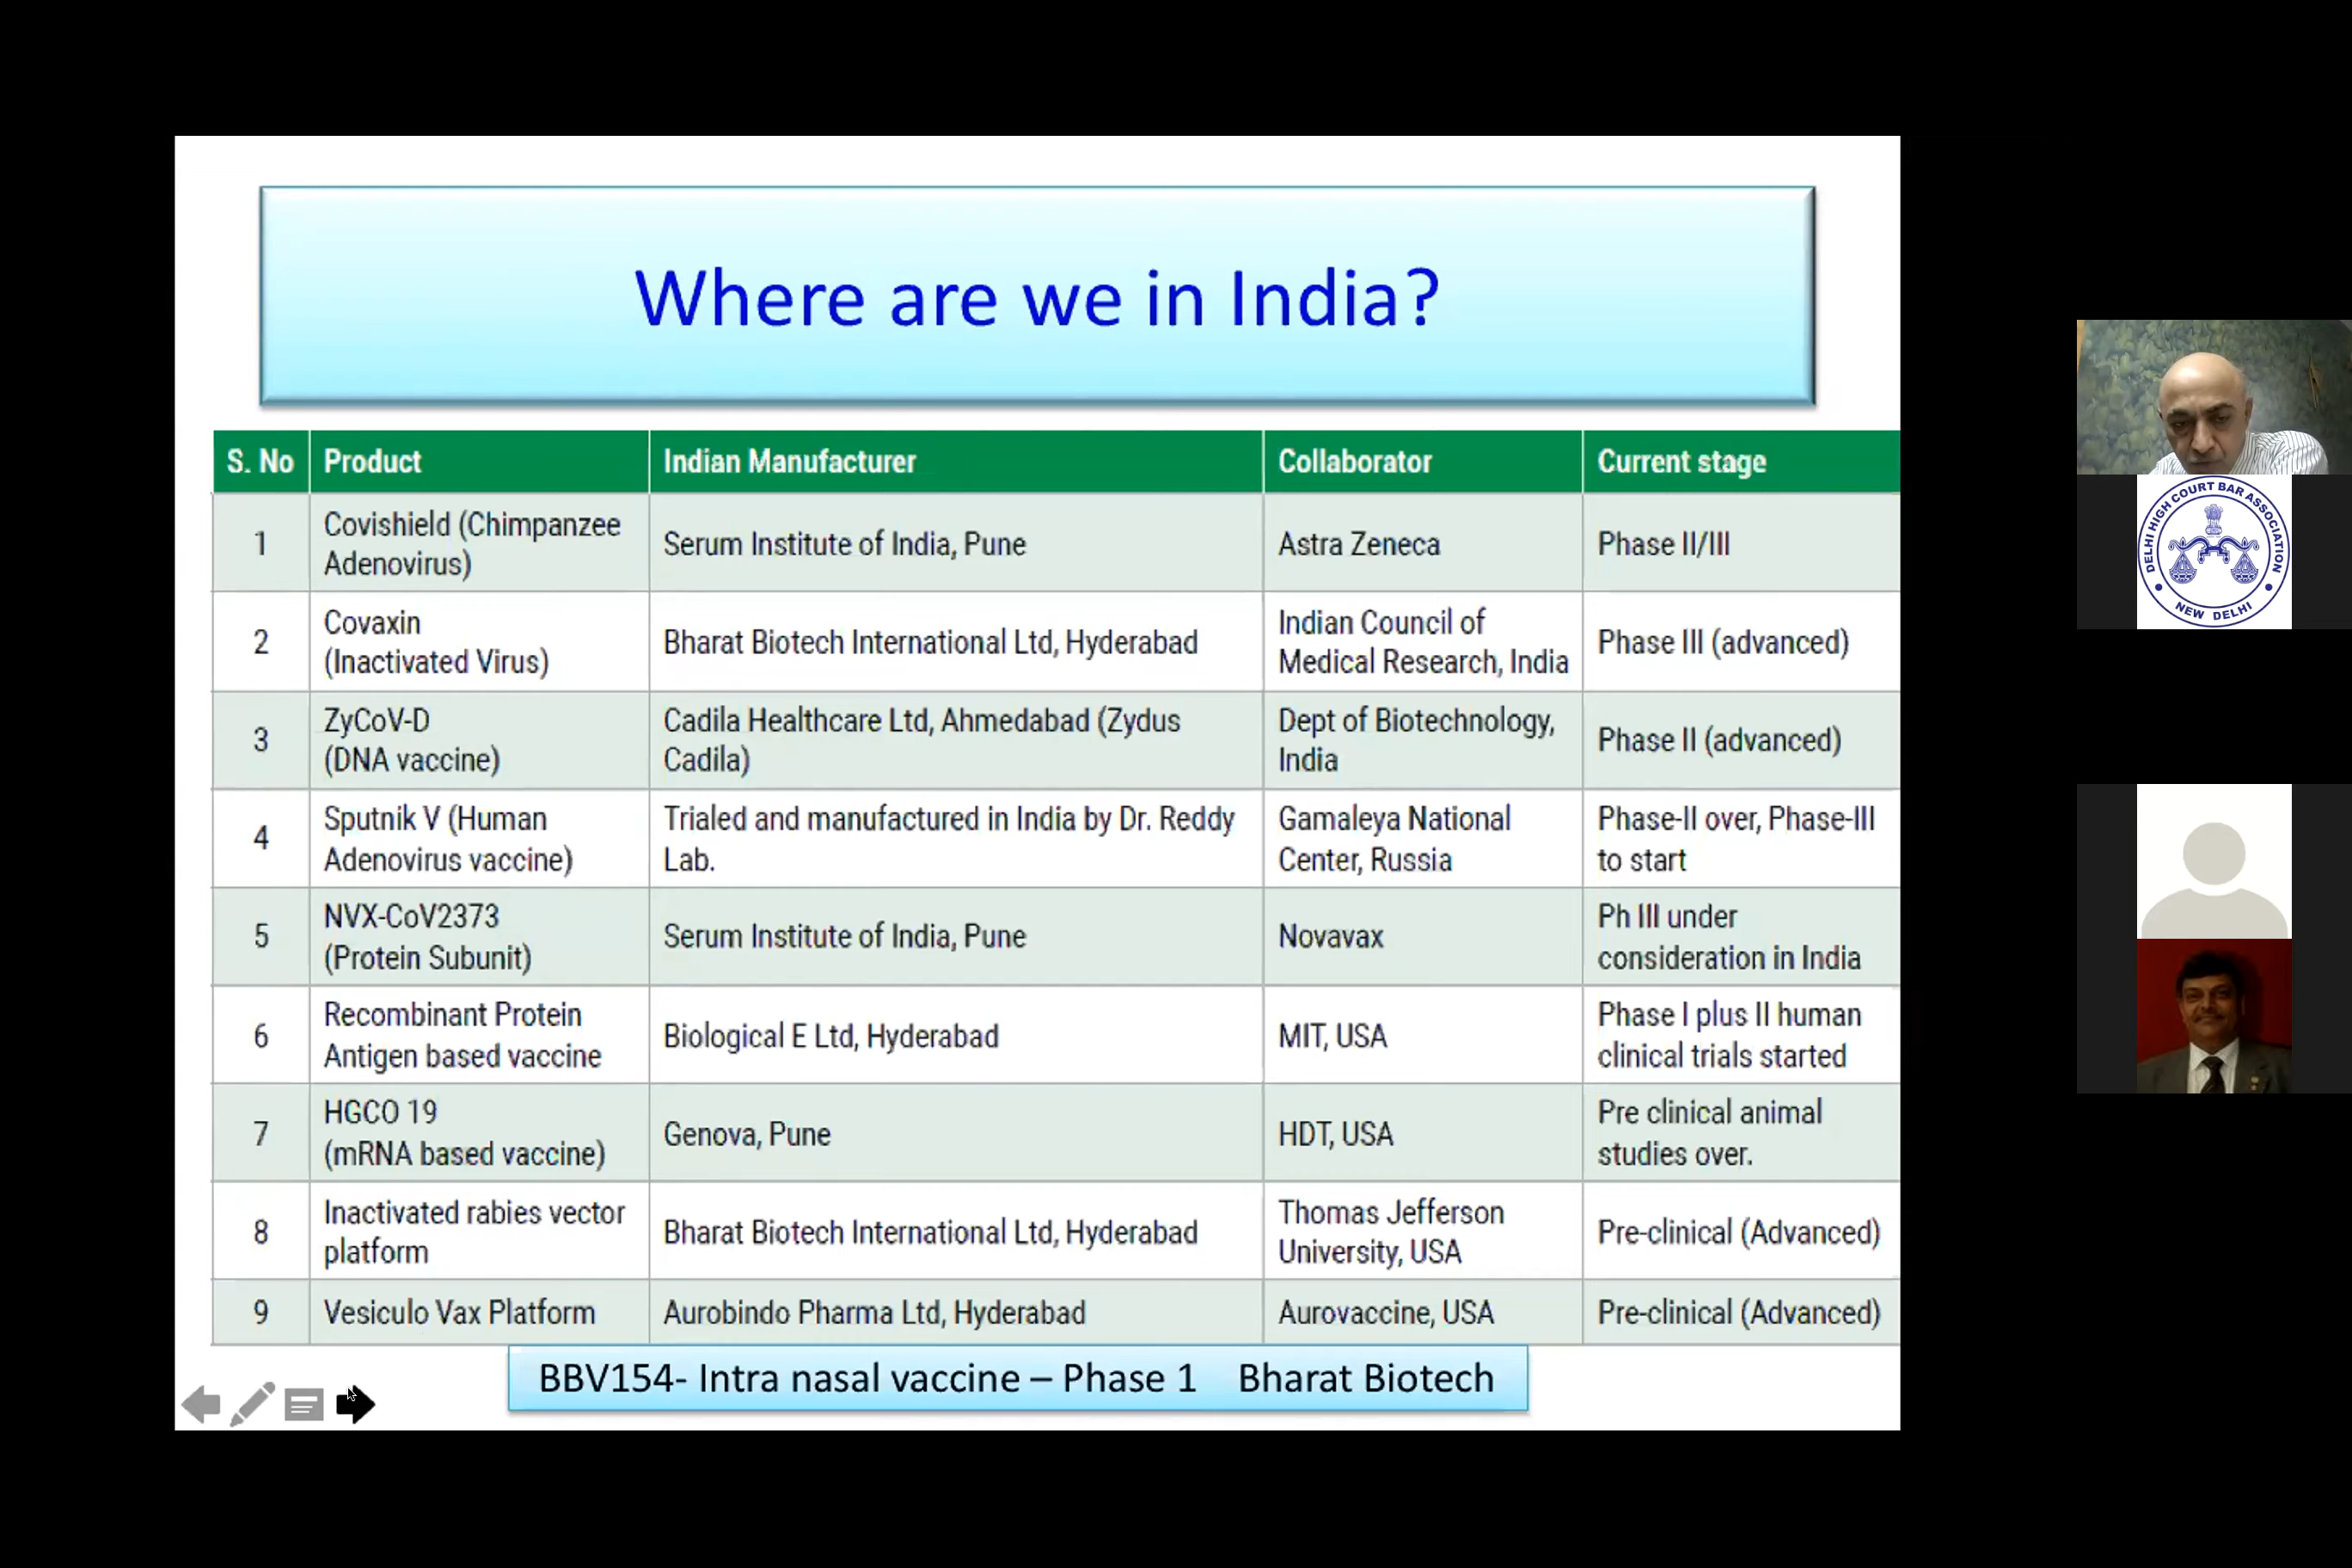 Where are we in India?
S. No Product Indian Manufacturer Collaborator Current stage
1 Covishield (Chimpanzee Adenovirus) Serum Institute of India, Pune Astra Zeneca Phase II/III
2 Covaxin (Inactivated Virus) Bharat Biotech International Ltd, Hyderabad Indian Council of Medical Research, India Phase III (advanced)
3 ZyCoV-D (DNA vaccine) Cadila Healthcare Ltd, Ahmedabad (Zydus Cadila) Dept of Biotechnology, India Phase II (advanced)
4 Sputnik V (Human Adenovirus vaccine) Trialed and manufactured in India by Dr. Reddy Lab. Gamaleya National Center, Russia Phase-II over, Phase-III to start
5 NVX-CoV2373 (Protein Subunit) Serum Institute of India, Pune Novavax Ph III under consideration in India
6 Recombinant Protein Antigen based vaccine Biological E Ltd, Hyderabad MIT, USA Phase I plus II human clinical trials started
7 HGCO 19 (mRNA based vaccine) Genova, Pune HDT, USA Pre clinical animal studies over.
8 Inactivated rabies vector platform Bharat Biotech International Ltd, Hyderabad Thomas Jefferson University, USA Pre-clinical (Advanced)
9 Vesiculo Vax Platform Aurobindo Pharma Ltd, Hyderabad Aurovaccine, USA Pre-clinical (Advanced)
BBV154- Intra nasal vaccine – Phase 1 Bharat Biotech
DELHI HIGH COURT BAR ASSOCIATION
NEW DELHI